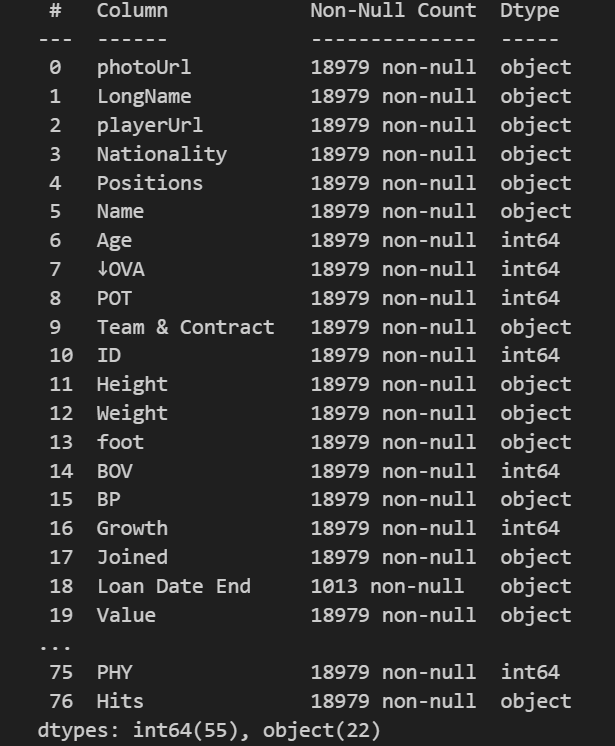 #   Column           Non-Null Count  Dtype
---  ------           --------------  -----
0   photoUrl         18979 non-null  object
1   LongName         18979 non-null  object
2   playerUrl        18979 non-null  object
3   Nationality      18979 non-null  object
4   Positions        18979 non-null  object
5   Name             18979 non-null  object
6   Age              18979 non-null  int64
7   ↓OVA             18979 non-null  int64
8   POT              18979 non-null  int64
9   Team & Contract  18979 non-null  object
10  ID               18979 non-null  int64
11  Height           18979 non-null  object
12  Weight           18979 non-null  object
13  foot             18979 non-null  object
14  BOV              18979 non-null  int64
15  BP               18979 non-null  object
16  Growth           18979 non-null  int64
17  Joined           18979 non-null  object
18  Loan Date End    1013 non-null   object
19  Value            18979 non-null  object
...
75  PHY              18979 non-null  int64
76  Hits             18979 non-null  object
dtypes: int64(55), object(22)